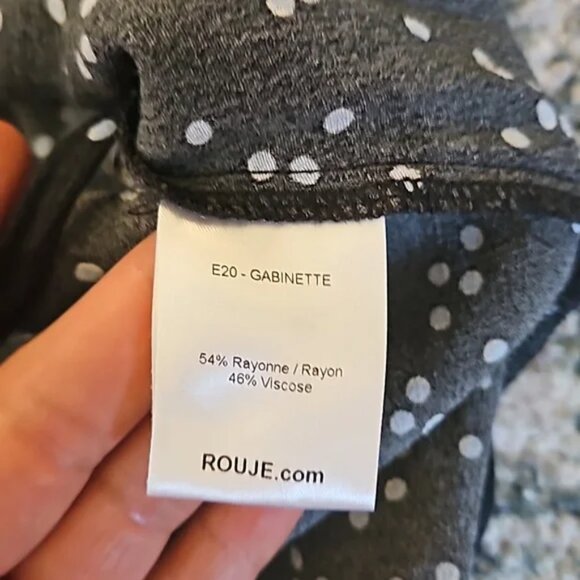 E20 - GABINETTE
54% Rayonne / Rayon
46% Viscose
ROUJE.com